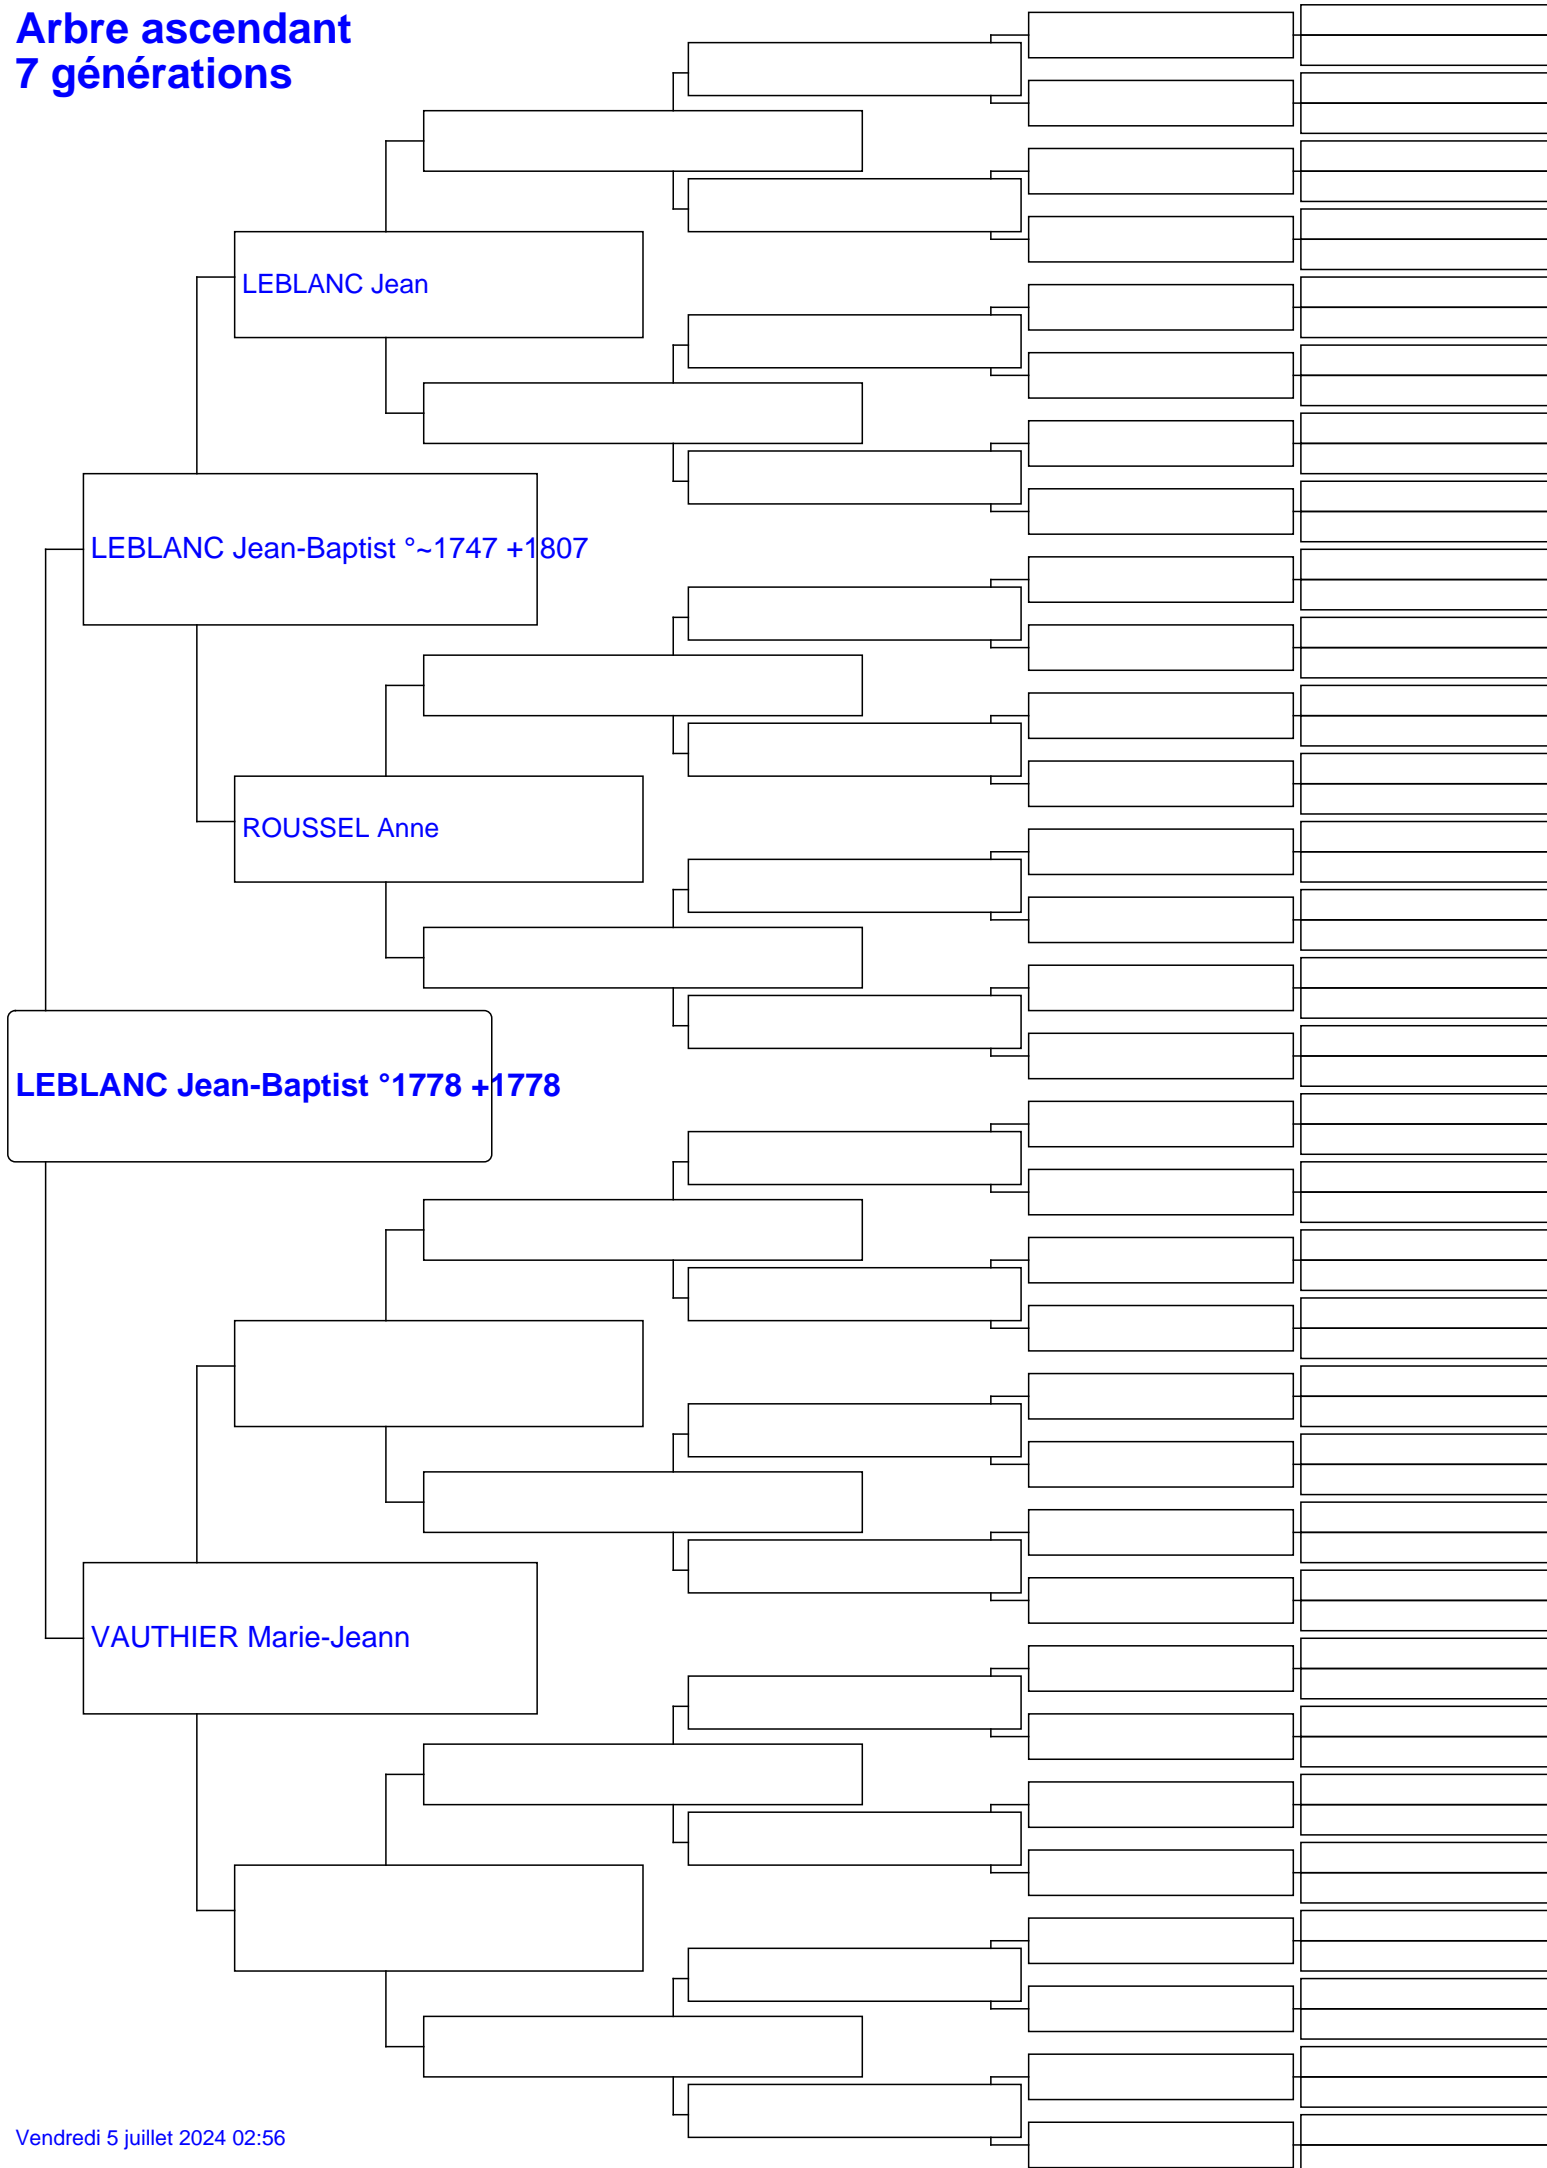 Arbre ascendant
7 générations
LEBLANC Jean
LEBLANC Jean-Baptist °~1747 +1807
ROUSSEL Anne
LEBLANC Jean-Baptist °1778 +1778
VAUTHIER Marie-Jeann
Vendredi 5 juillet 2024 02:56